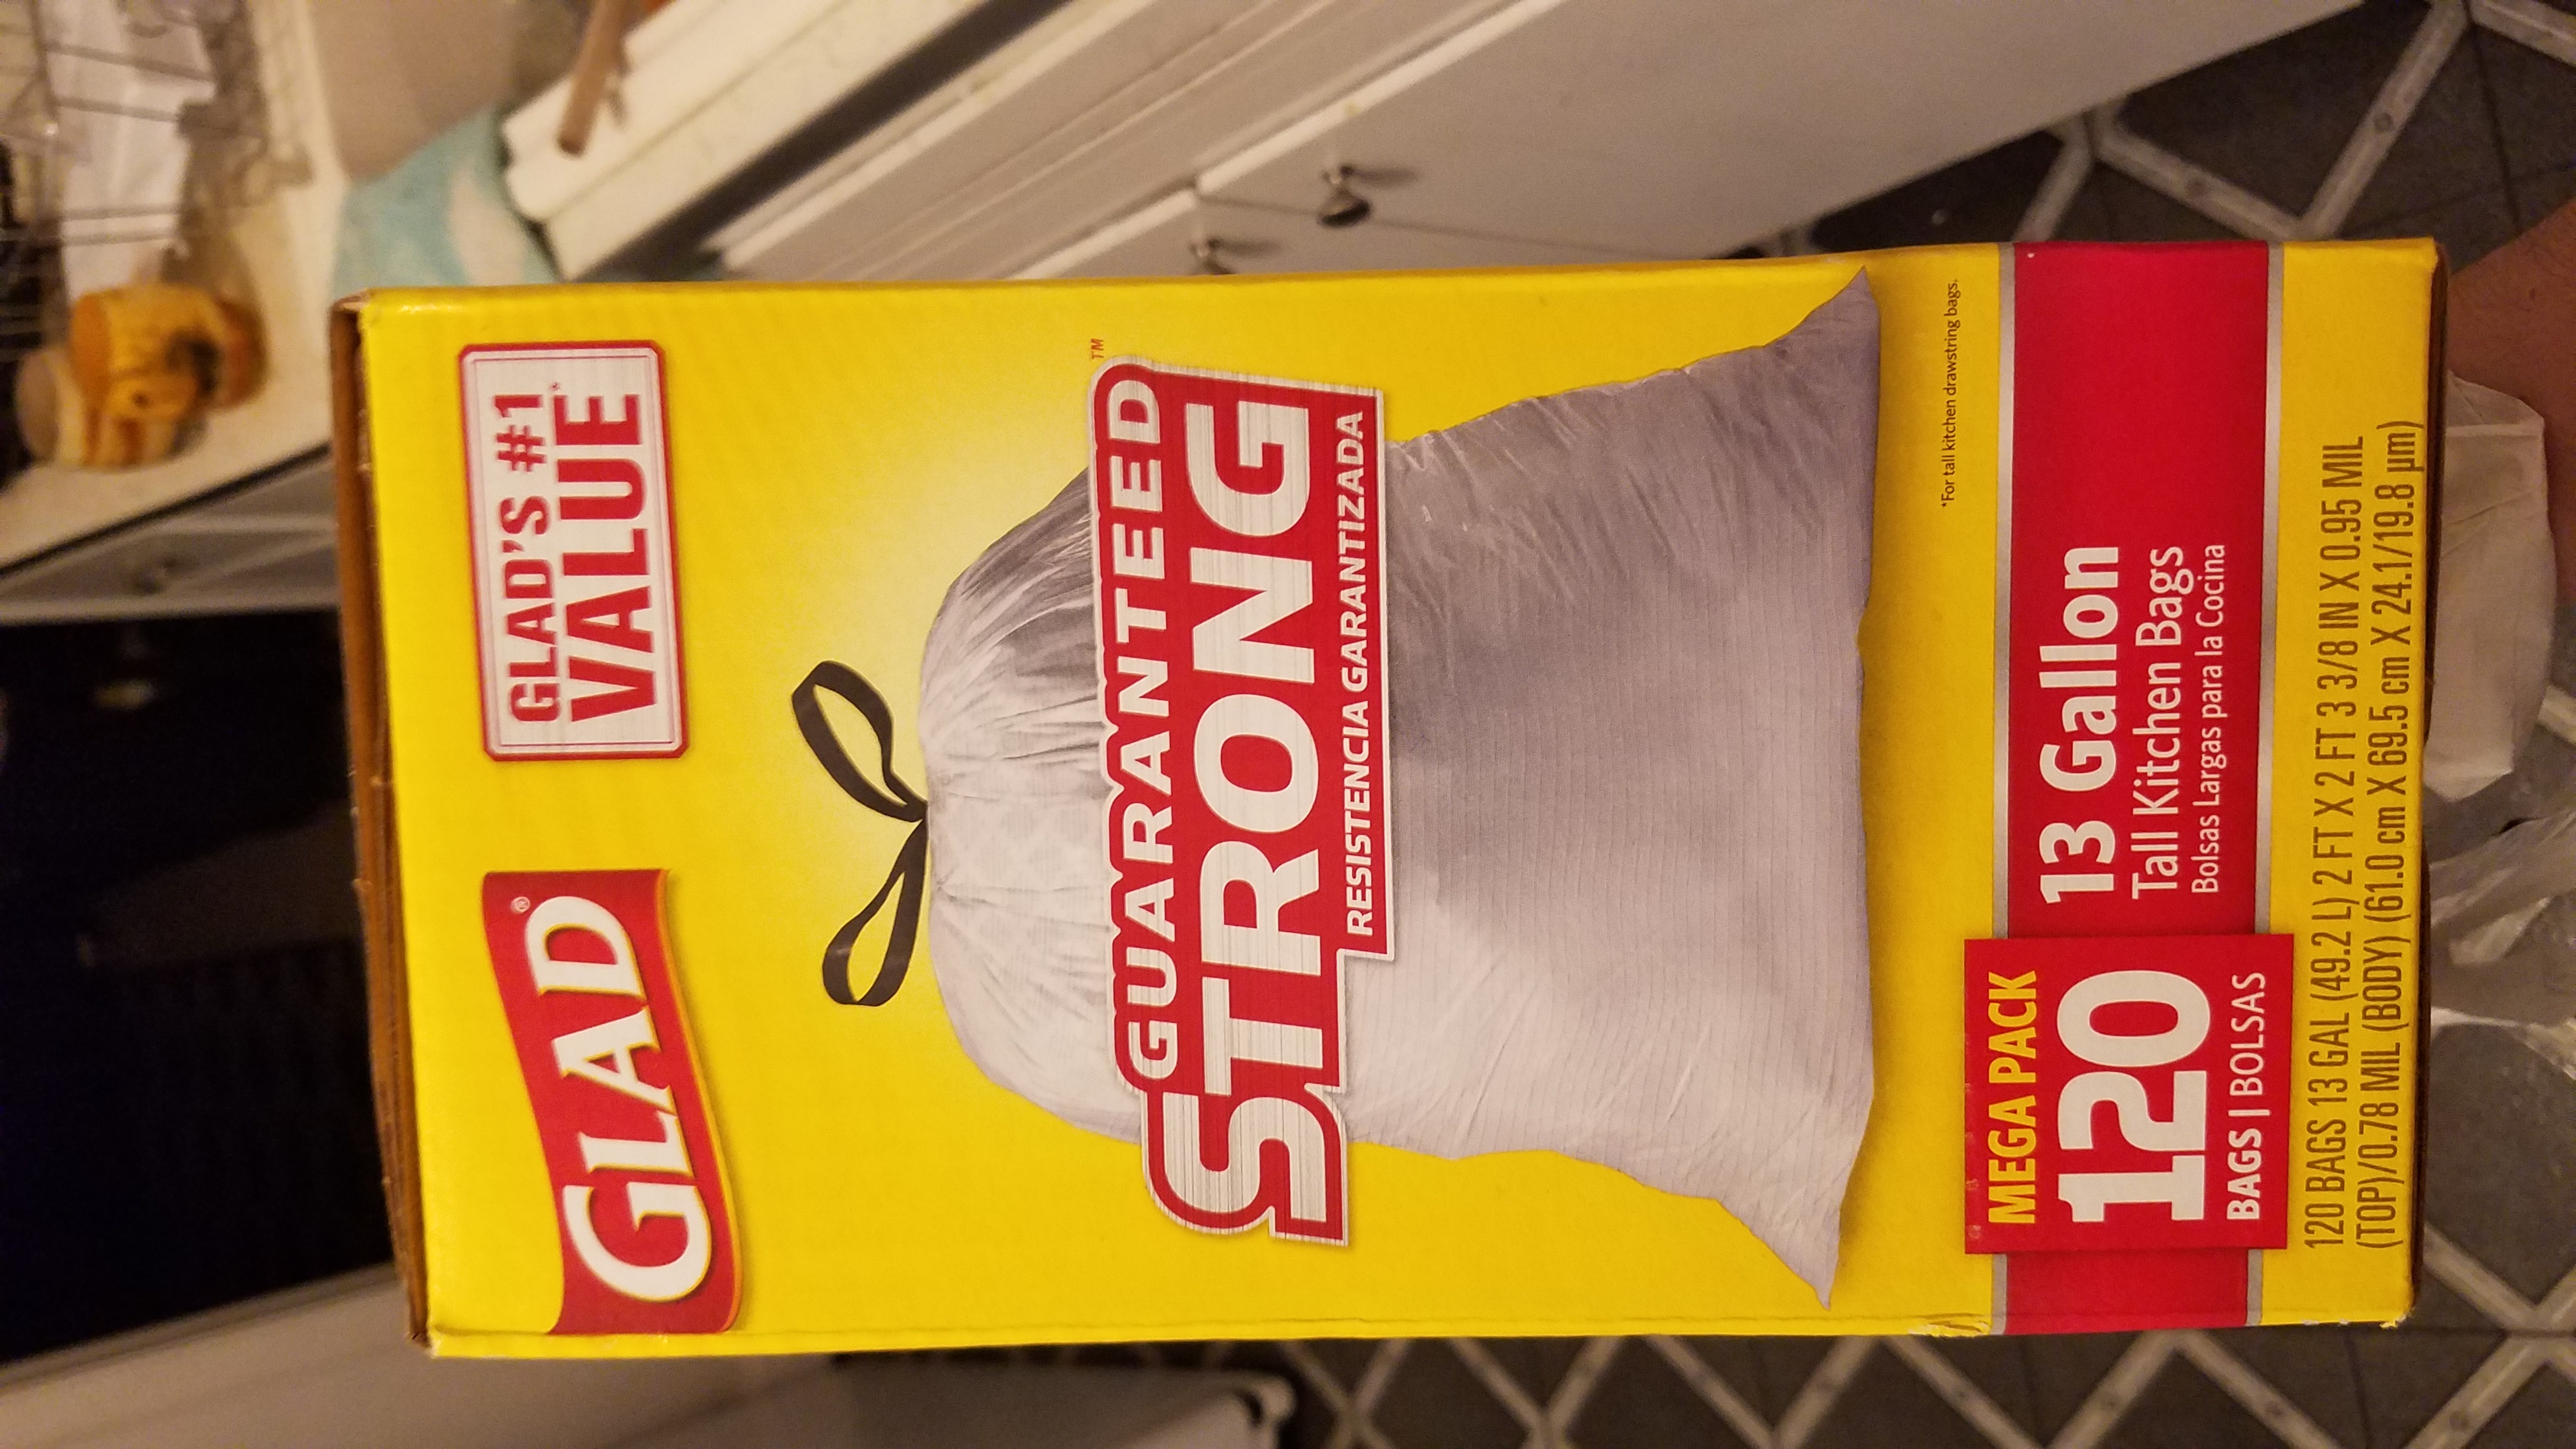 GLAD®
GLAD'S #1
VALUE*
GUARANTEED™
STRONG
RESISTENCIA GARANTIZADA
*For tall kitchen drawstring bags.
MEGA PACK
120
BAGS | BOLSAS
13 Gallon
Tall Kitchen Bags
Bolsas Largas para la Cocina
120 BAGS 13 GAL (49.2 L) 2 FT X 2 FT 3 3/8 IN X 0.95 MIL
(TOP)/0.78 MIL (BODY) (61.0 cm X 69.5 cm X 24.1/19.8 µm)